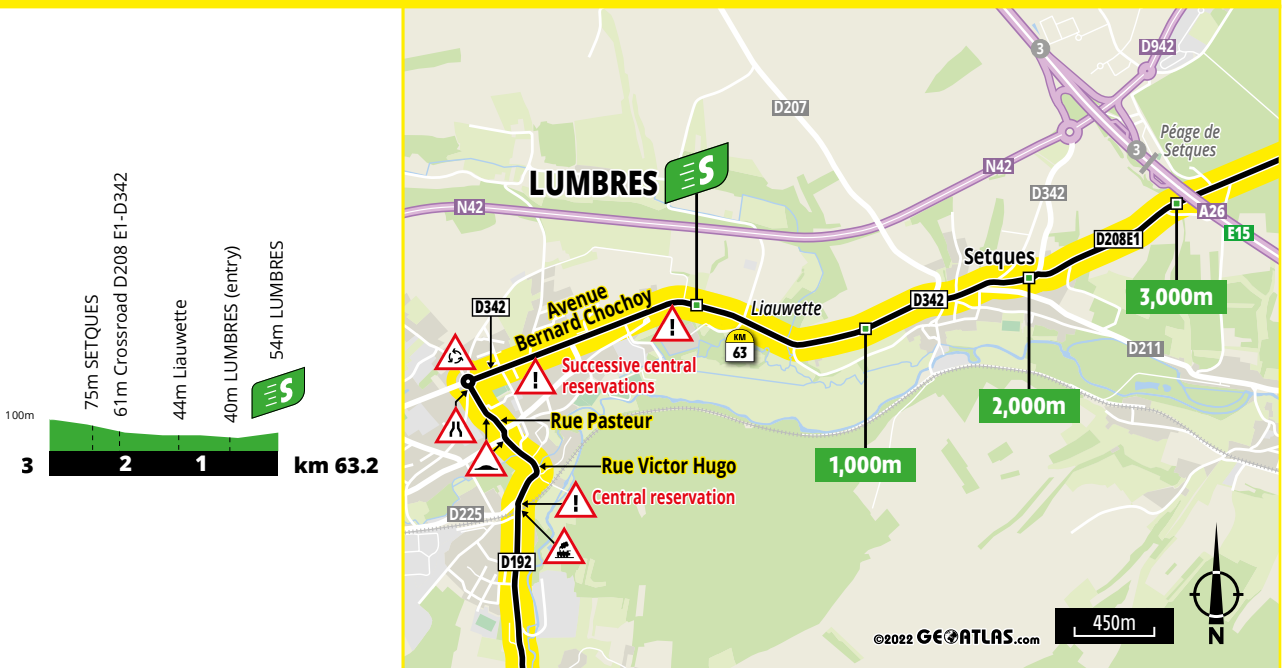 75m SETQUES
61m Crossroad D208 E1-D342
44m Liauwette
40m LUMBRES (entry)
54m LUMBRES
S
100m
3
2
1
km 63.2
3
D942
D207
Péage de
Setques
3
LUMBRES
S
N42
D342
N42
A26
E15
D208E1
Setques
3,000m
D342
Avenue
Bernard Chochoy
Liauwette
D342
!
KM
63
D211
!
Successive central
reservations
2,000m
Rue Pasteur
1,000m
Rue Victor Hugo
!
Central reservation
D225
D192
©2022 GEOATLAS.com
450m
N